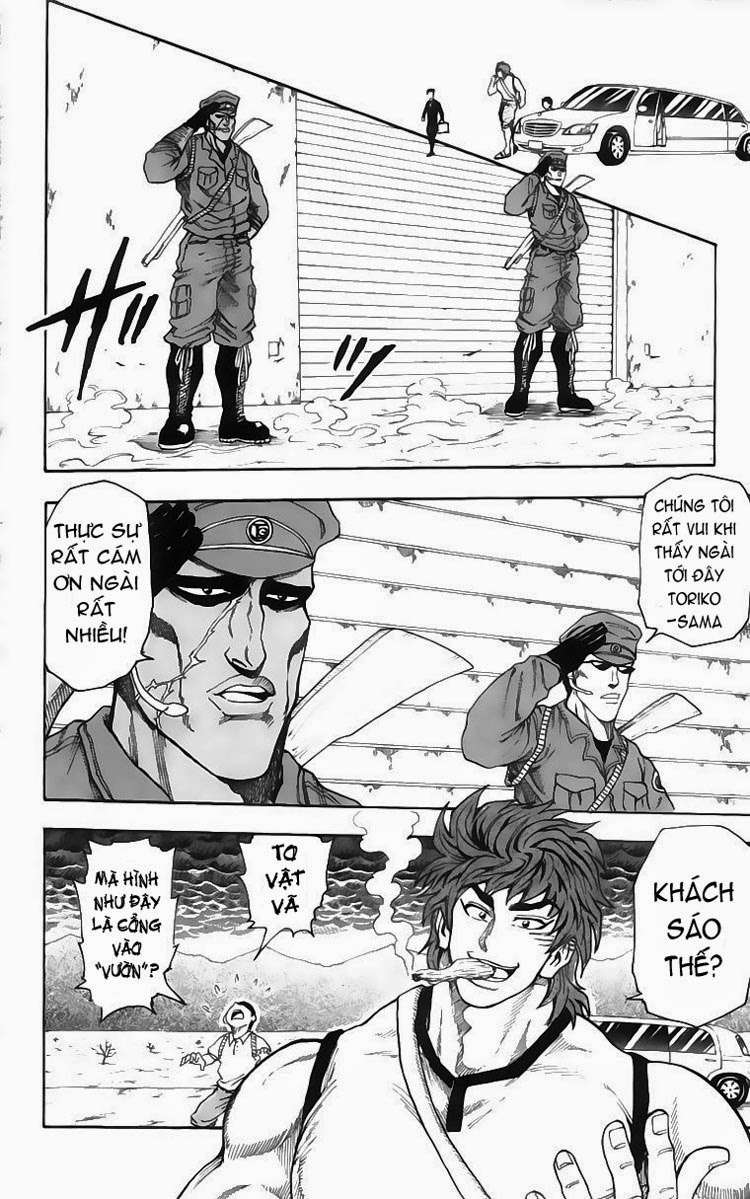 CHÚNG TÔI
RẤT VUI KHI
THẤY NGÀI
TỚI ĐÂY
TORIKO
-SAMA
THỰC SỰ
RẤT CÁM
ƠN NGÀI
RẤT
NHIỀU!
KHÁCH
SÁO
THẾ?
TO
VẬT
VÃ
MÀ HÌNH
NHƯ ĐÂY
LÀ CỔNG
VÀO
"VƯỜN"?